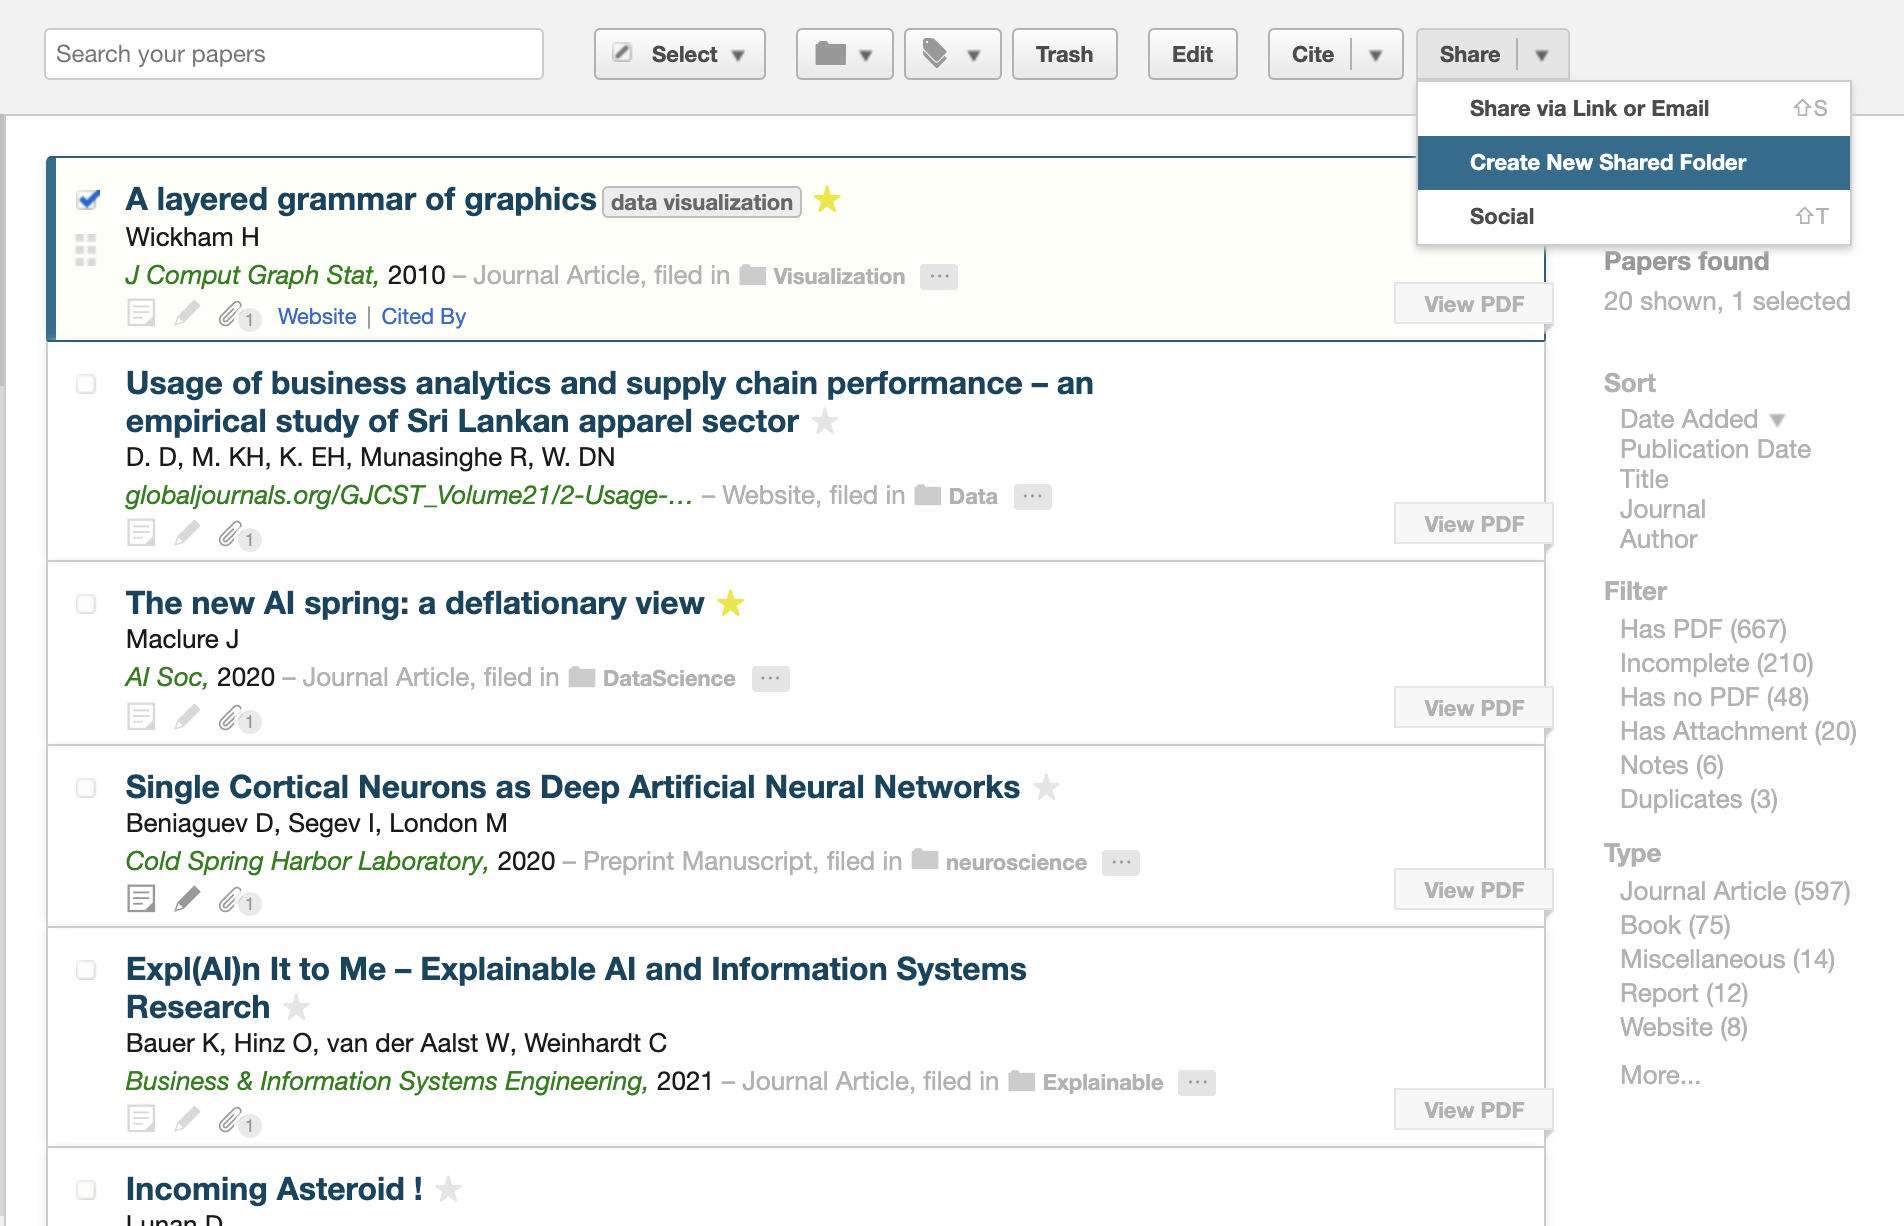 Search your papers
Select
Trash
Edit
Cite
Share
Share via Link or Email ⇧S
Create New Shared Folder
Social ⇧T
A layered grammar of graphics data visualization
Wickham H
J Comput Graph Stat, 2010 – Journal Article, filed in Visualization ···
1 Website | Cited By
View PDF
Usage of business analytics and supply chain performance – an
empirical study of Sri Lankan apparel sector
D. D, M. KH, K. EH, Munasinghe R, W. DN
globaljournals.org/GJCST_Volume21/2-Usage-... – Website, filed in Data ···
1
View PDF
The new AI spring: a deflationary view
Maclure J
AI Soc, 2020 – Journal Article, filed in DataScience ···
1
View PDF
Single Cortical Neurons as Deep Artificial Neural Networks
Beniaguev D, Segev I, London M
Cold Spring Harbor Laboratory, 2020 – Preprint Manuscript, filed in neuroscience ···
1
View PDF
Expl(AI)n It to Me – Explainable AI and Information Systems
Research
Bauer K, Hinz O, van der Aalst W, Weinhardt C
Business & Information Systems Engineering, 2021 – Journal Article, filed in Explainable ···
1
View PDF
Incoming Asteroid !
Lunan D
Papers found
20 shown, 1 selected
Sort
Date Added
Publication Date
Title
Journal
Author
Filter
Has PDF (667)
Incomplete (210)
Has no PDF (48)
Has Attachment (20)
Notes (6)
Duplicates (3)
Type
Journal Article (597)
Book (75)
Miscellaneous (14)
Report (12)
Website (8)
More...